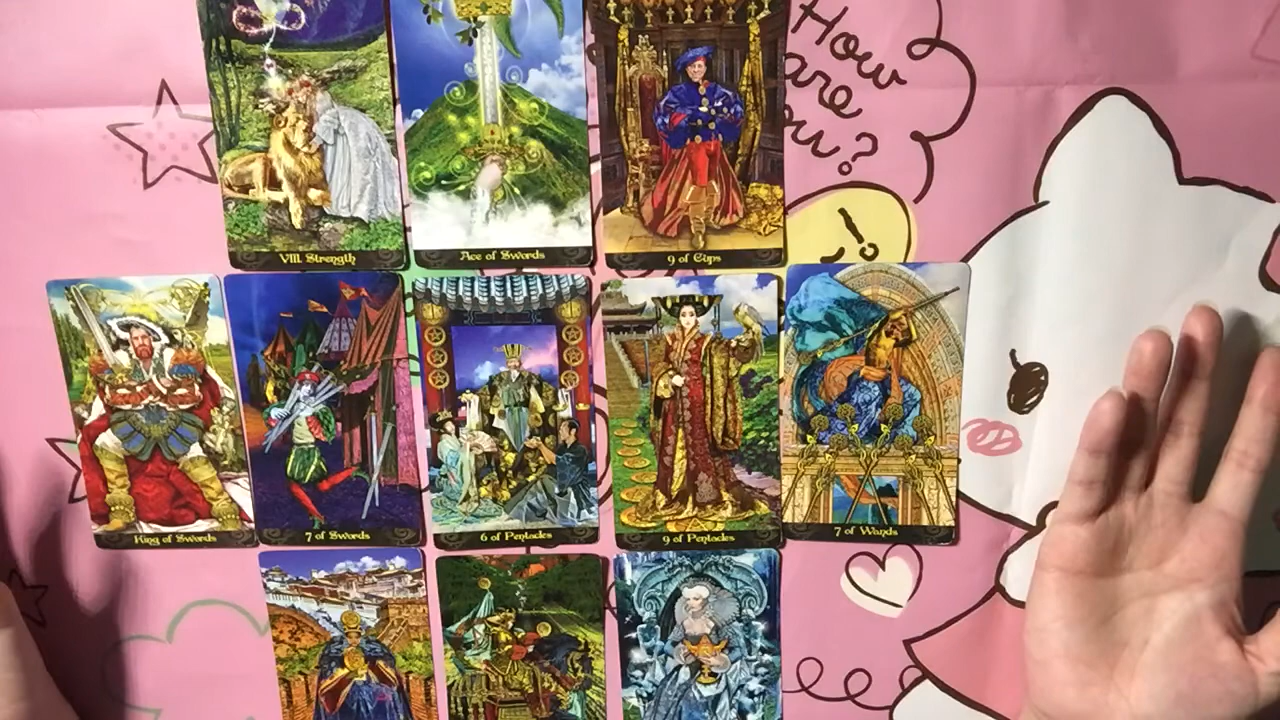 How
are
you?
VIII. Strength
Ace of Swords
9 of Cups
King of Swords
7 of Swords
6 of Pentacles
9 of Pentacles
7 of Wands